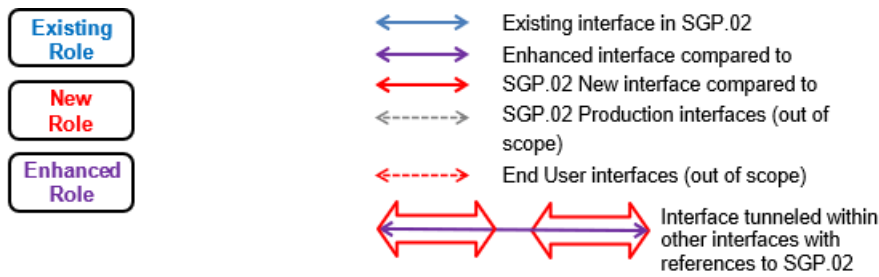 Existing
Role
New
Role
Enhanced
Role
Existing interface in SGP.02
Enhanced interface compared to
SGP.02 New interface compared to
SGP.02 Production interfaces (out of
scope)
End User interfaces (out of scope)
Interface tunneled within
other interfaces with
references to SGP.02